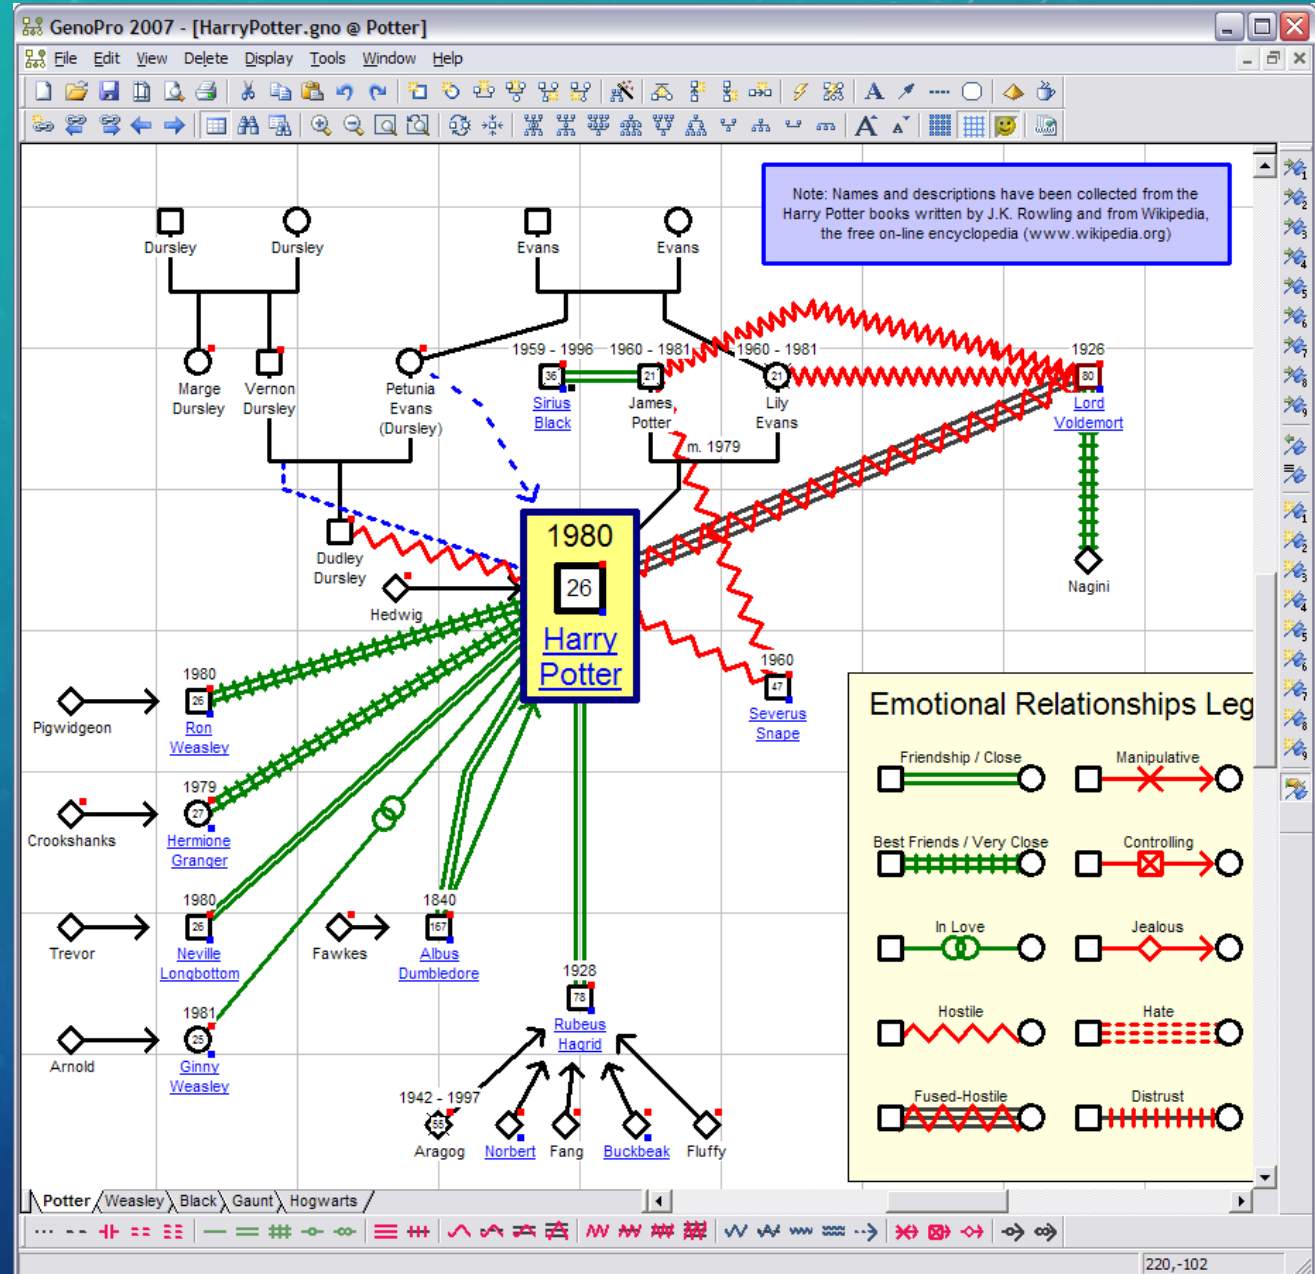 GenoPro 2007 - [HarryPotter.gno @ Potter]
File Edit View Delete Display Tools Window Help
Note: Names and descriptions have been collected from the
Harry Potter books written by J.K. Rowling and from Wikipedia,
the free on-line encyclopedia (www.wikipedia.org)
Dursley
Dursley
Evans
Evans
1959 - 1996
1960 - 1981
1960 - 1981
1926
36
21
21
80
Marge
Dursley
Vernon
Dursley
Petunia
Evans
(Dursley)
Sirius
Black
James
Potter
Lily
Evans
Lord
Voldemort
m. 1979
1980
26
Harry
Potter
Dudley
Dursley
Hedwig
Nagini
1960
47
Severus
Snape
1980
26
Pigwidgeon
Ron
Weasley
1979
27
Crookshanks
Hermione
Granger
1980
26
Trevor
Neville
Longbottom
Fawkes
1840
167
Albus
Dumbledore
1928
78
Rubeus
Hagrid
1981
25
Arnold
Ginny
Weasley
1942 - 1997
55
Aragog
Norbert
Fang
Buckbeak
Fluffy
Emotional Relationships Leg
Friendship / Close
Manipulative
Best Friends / Very Close
Controlling
In Love
Jealous
Hostile
Hate
Fused-Hostile
Distrust
Potter Weasley Black Gaunt Hogwarts
220,-102